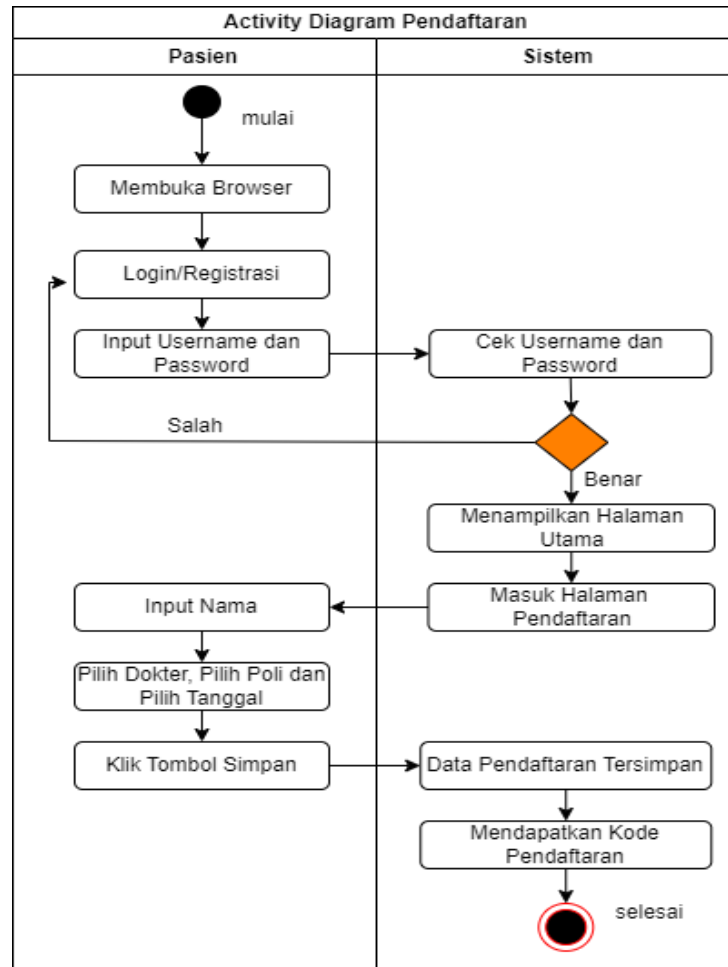 Activity Diagram Pendaftaran
Pasien
Sistem
mulai
Membuka Browser
Login/Registrasi
Input Username dan
Password
Cek Username dan
Password
Salah
Benar
Menampilkan Halaman
Utama
Masuk Halaman
Pendaftaran
Input Nama
Pilih Dokter, Pilih Poli dan
Pilih Tanggal
Klik Tombol Simpan
Data Pendaftaran Tersimpan
Mendapatkan Kode
Pendaftaran
selesai